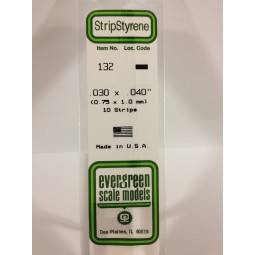 StripStyrene
Item No. Loc. Code
132
.030 x .040"
(0.75 x 1.0 mm)
10 Strips
Made in U.S.A.
evergreen
scale models
Des Plaines, IL 60018